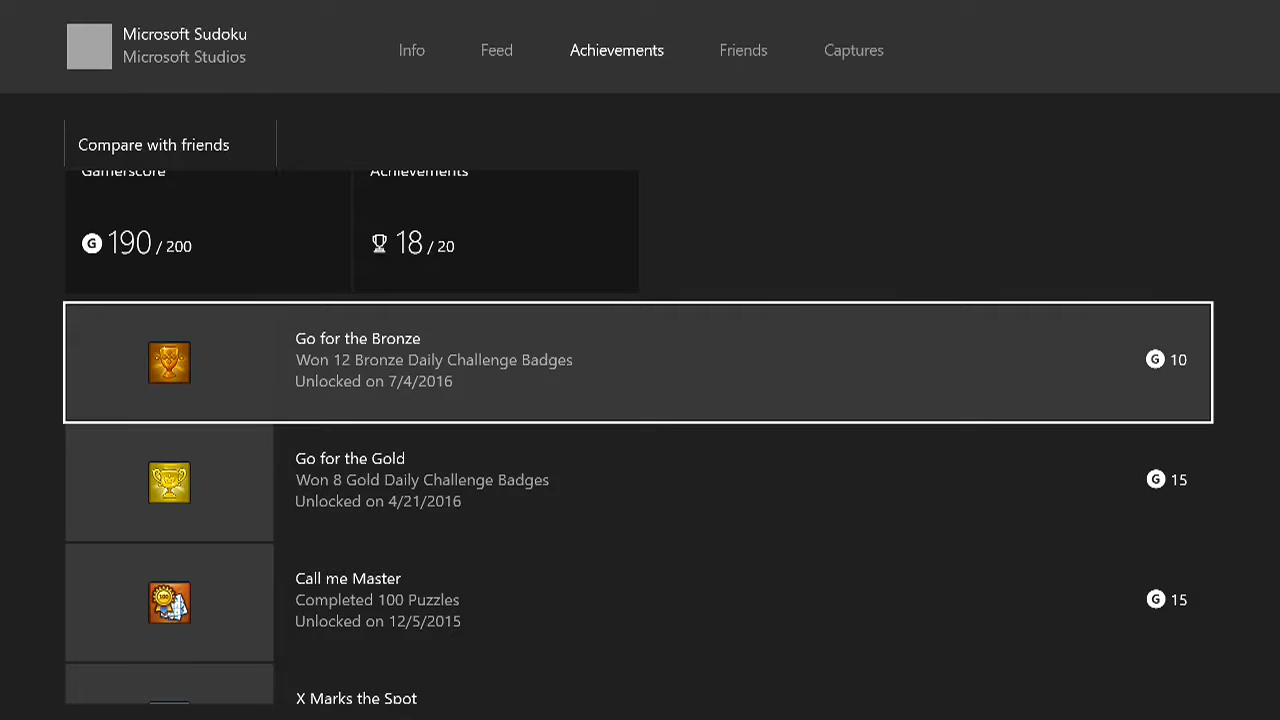 Microsoft Sudoku
Microsoft Studios
Info
Feed
Achievements
Friends
Captures
Compare with friends
Gamerscore
Achievements
G 190 / 200
18 / 20
Go for the Bronze
Won 12 Bronze Daily Challenge Badges
Unlocked on 7/4/2016
G 10
Go for the Gold
Won 8 Gold Daily Challenge Badges
Unlocked on 4/21/2016
G 15
100
Call me Master
Completed 100 Puzzles
Unlocked on 12/5/2015
G 15
X Marks the Spot